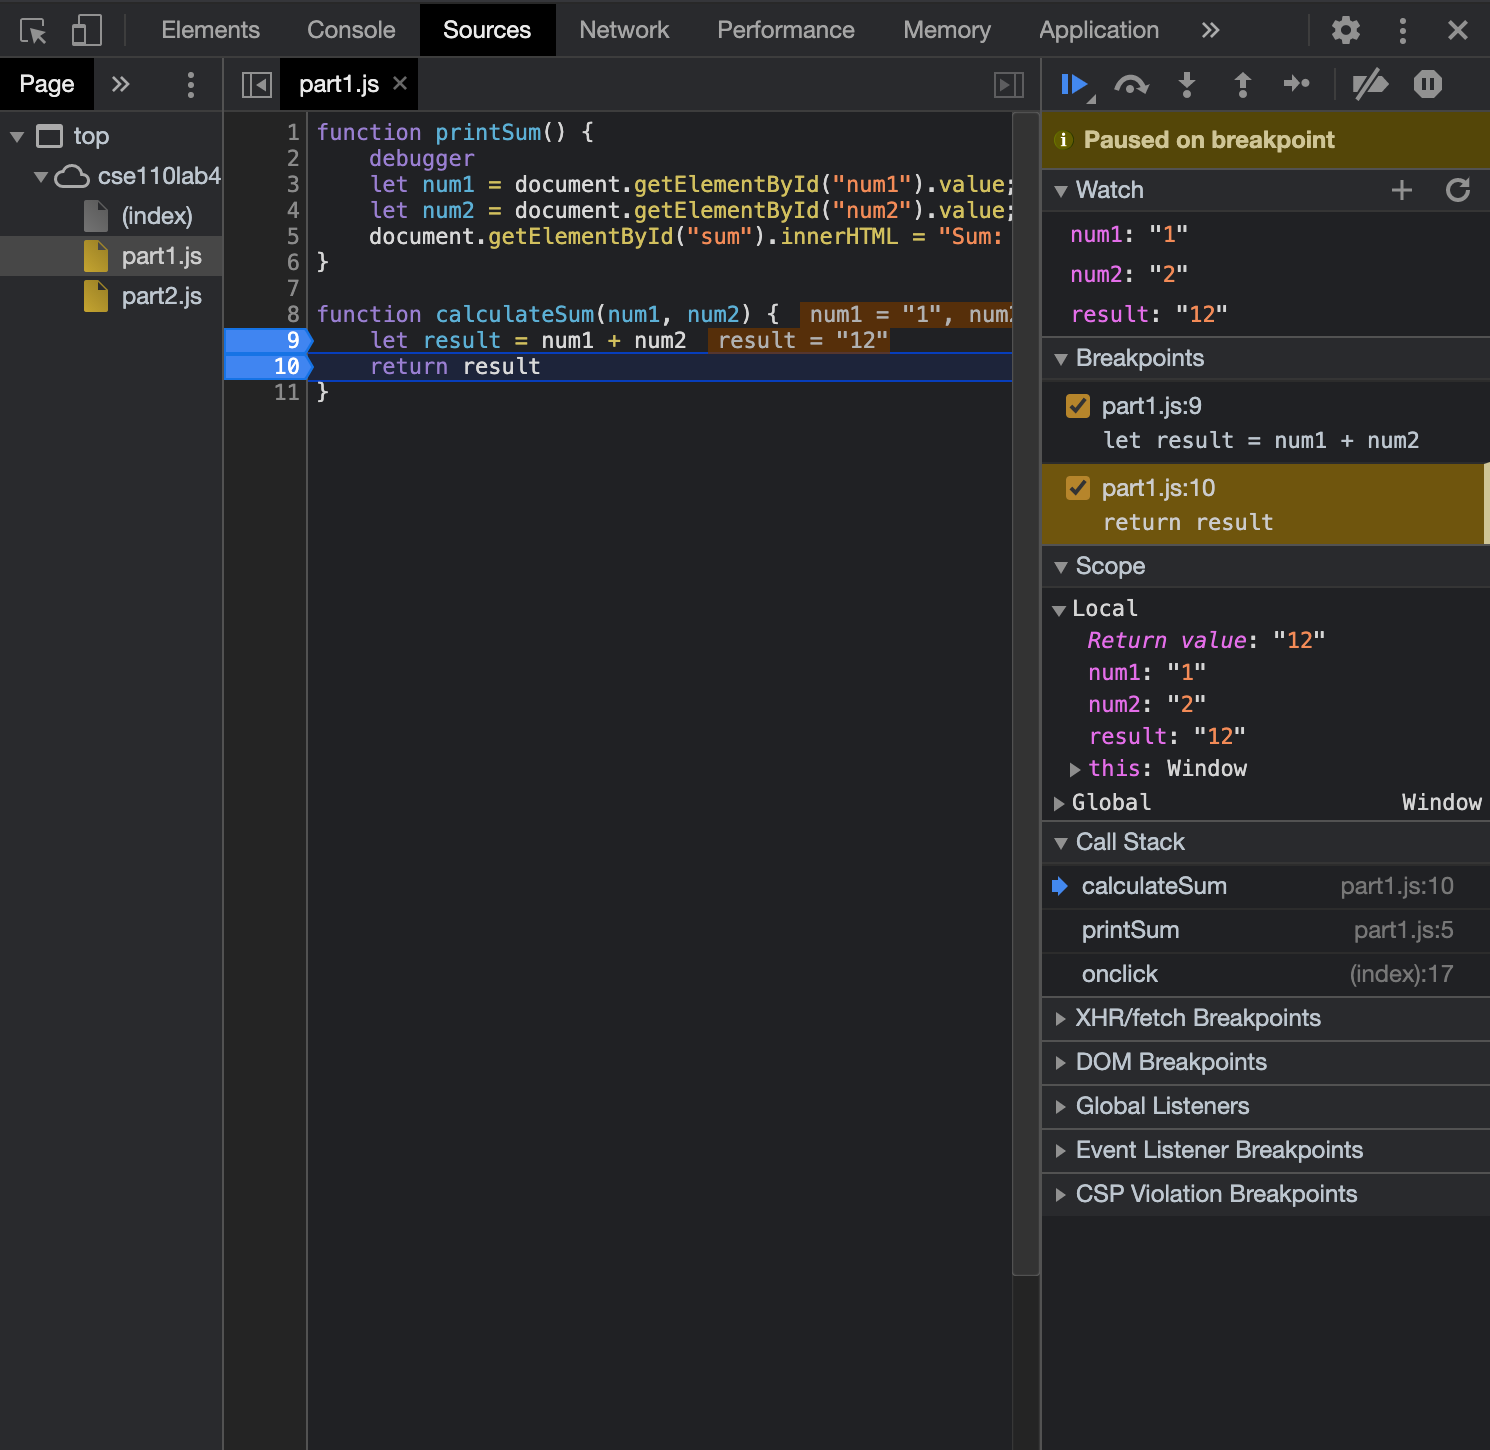 Elements Console Sources Network Performance Memory Application
Page
part1.js
top
cse110lab4
(index)
part1.js
part2.js
1 function printSum() {
2 debugger
3 let num1 = document.getElementById("num1").value;
4 let num2 = document.getElementById("num2").value;
5 document.getElementById("sum").innerHTML = "Sum:
6 }
7
8 function calculateSum(num1, num2) { num1 = "1", num2
9 let result = num1 + num2 result = "12"
10 return result
11 }
Paused on breakpoint
Watch
num1: "1"
num2: "2"
result: "12"
Breakpoints
part1.js:9
let result = num1 + num2
part1.js:10
return result
Scope
Local
Return value: "12"
num1: "1"
num2: "2"
result: "12"
this: Window
Global Window
Call Stack
calculateSum part1.js:10
printSum part1.js:5
onclick (index):17
XHR/fetch Breakpoints
DOM Breakpoints
Global Listeners
Event Listener Breakpoints
CSP Violation Breakpoints